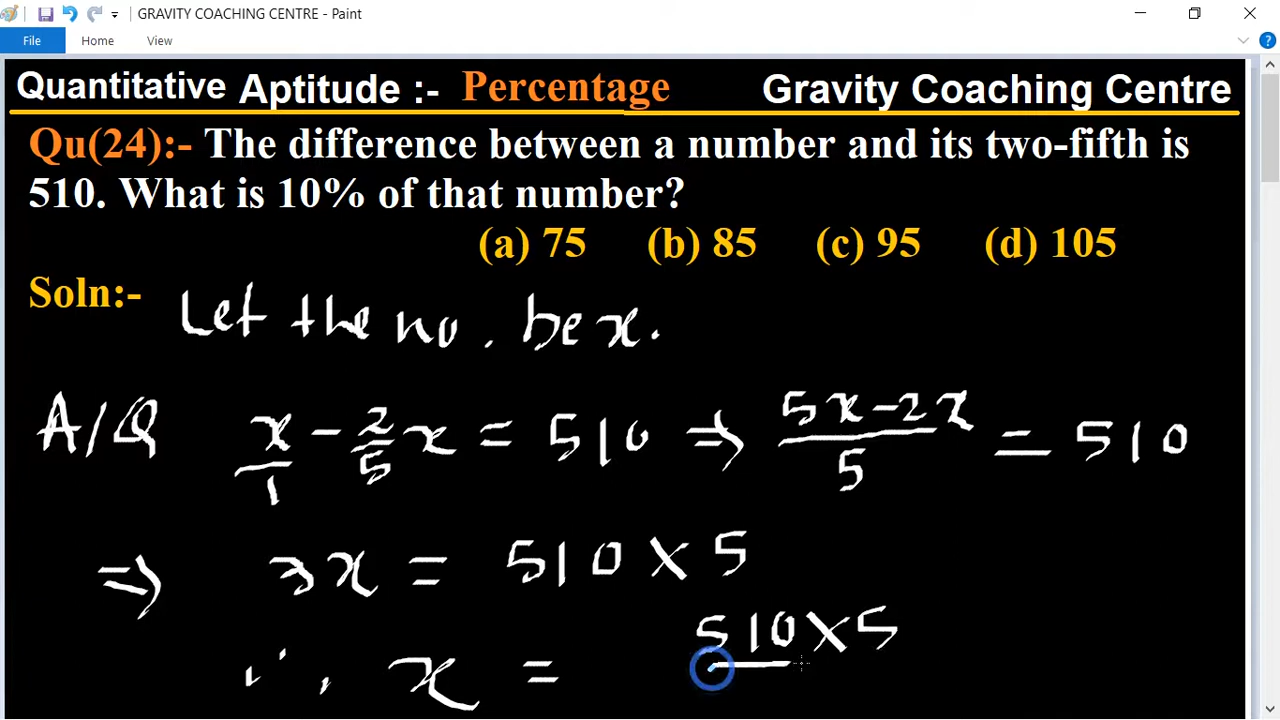 GRAVITY COACHING CENTRE - Paint
File Home View
Quantitative Aptitude :- Percentage Gravity Coaching Centre
Qu(24):- The difference between a number and its two-fifth is
510. What is 10% of that number?
(a) 75 (b) 85 (c) 95 (d) 105
Soln:- Let the no. be x.
A/Q x/1 - 2/5 x = 510 ⇒ (5x-2x)/5 = 510
⇒ 3x = 510 × 5
∴ x = 510×5